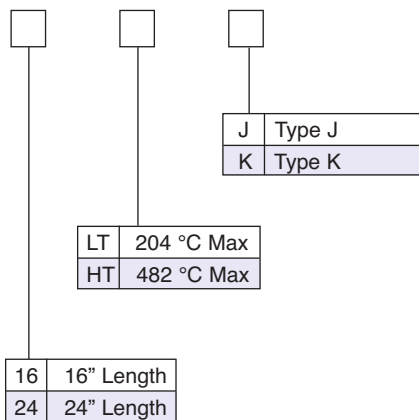 J Type J
K Type K
LT 204 °C Max
HT 482 °C Max
16 16” Length
24 24” Length